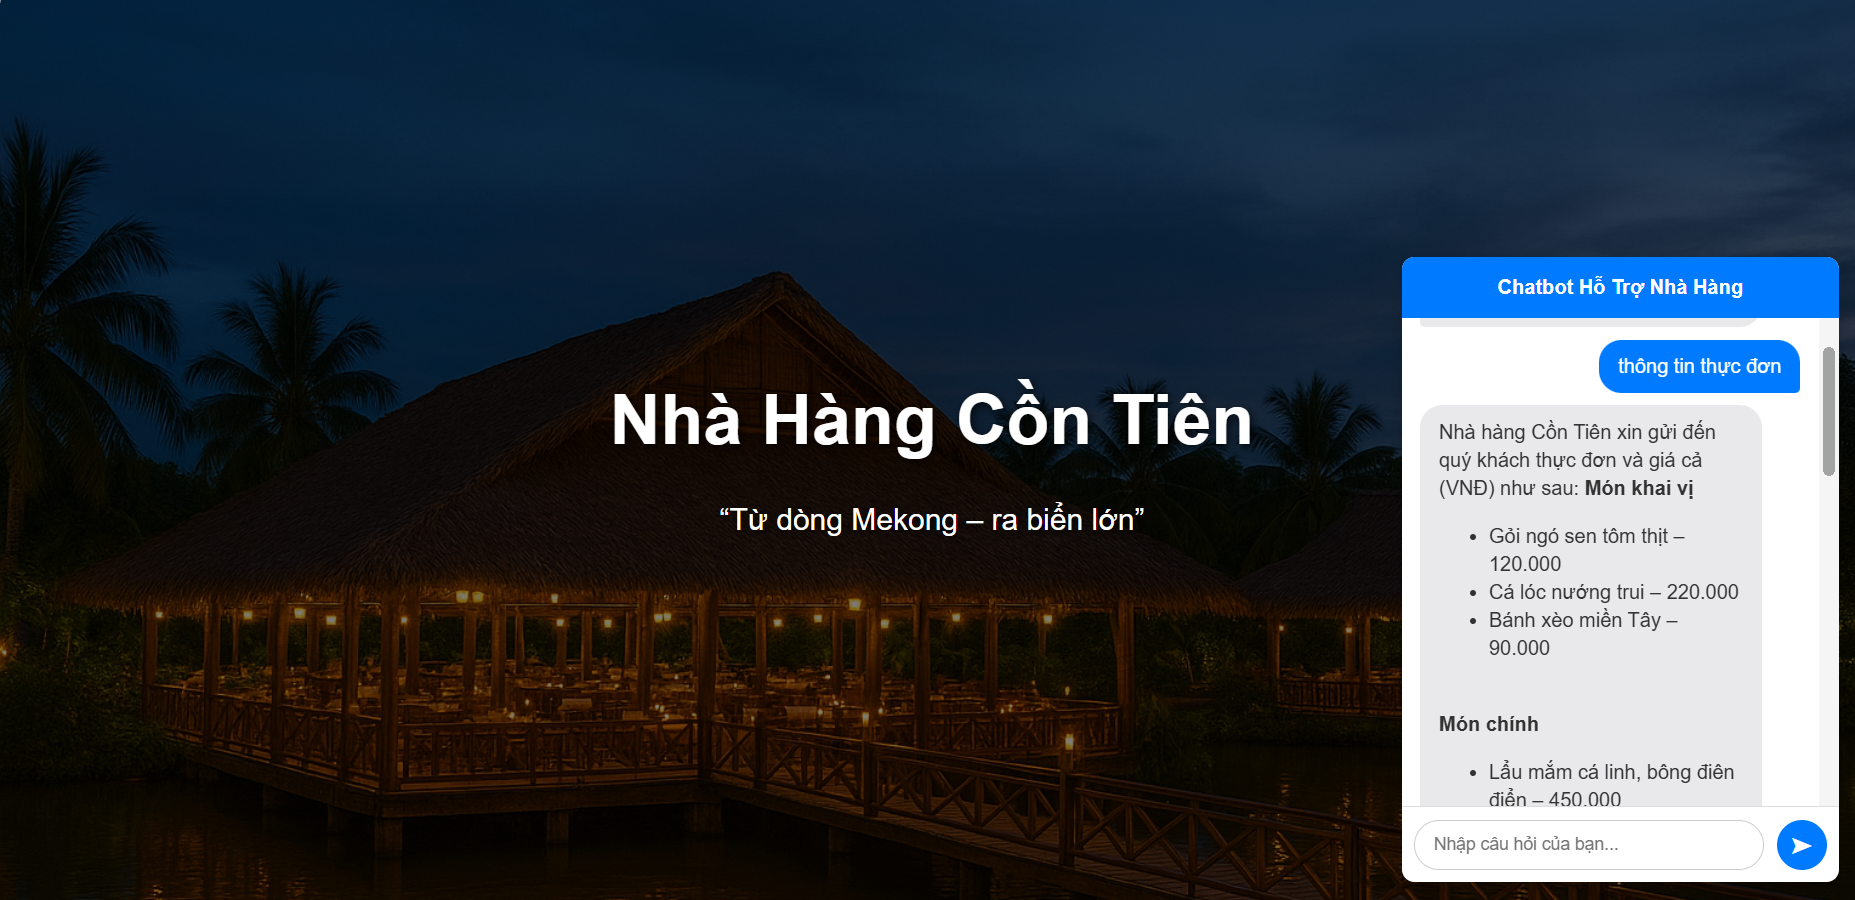 Nhà Hàng Cồn Tiên
“Từ dòng Mekong – ra biển lớn”
Chatbot Hỗ Trợ Nhà Hàng
thông tin thực đơn
Nhà hàng Cồn Tiên xin gửi đến
quý khách thực đơn và giá cả
(VNĐ) như sau: Món khai vị
• Gỏi ngó sen tôm thịt –
120.000
• Cá lóc nướng trui – 220.000
• Bánh xèo miền Tây –
90.000
Món chính
• Lẩu mắm cá linh, bông điên
điển – 450.000
Nhập câu hỏi của bạn...